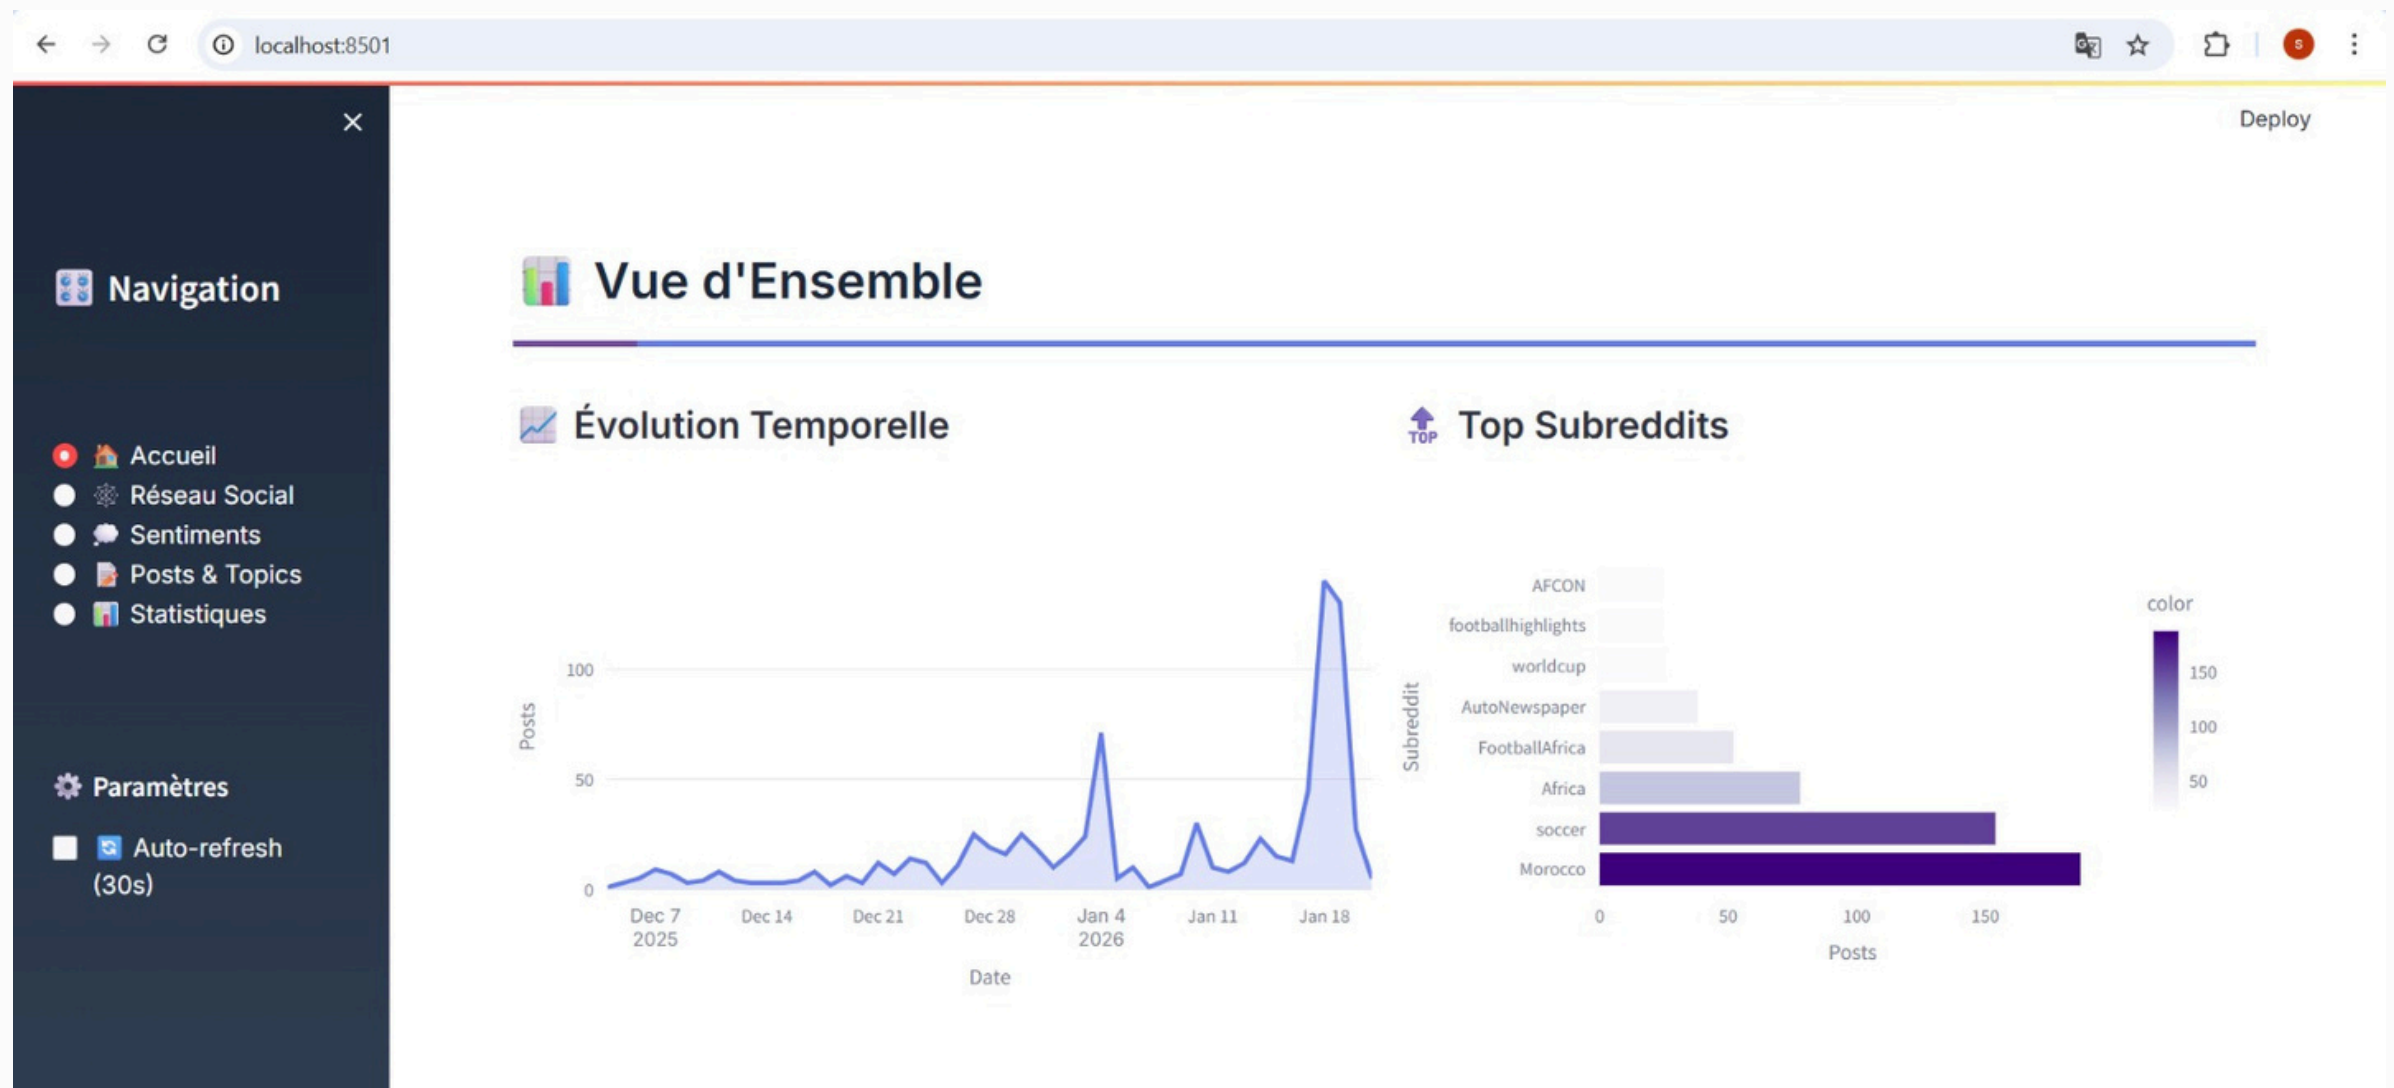 localhost:8501
S
Deploy
Navigation
Accueil
Réseau Social
Sentiments
Posts & Topics
Statistiques
Paramètres
Auto-refresh
(30s)
Vue d'Ensemble
Évolution Temporelle
Posts
100
50
0
Dec 7
2025
Dec 14
Dec 21
Dec 28
Jan 4
2026
Jan 11
Jan 18
Date
TOP
Top Subreddits
Subreddit
AFCON
footballhighlights
worldcup
AutoNewspaper
FootballAfrica
Africa
soccer
Morocco
0
50
100
150
Posts
color
150
100
50